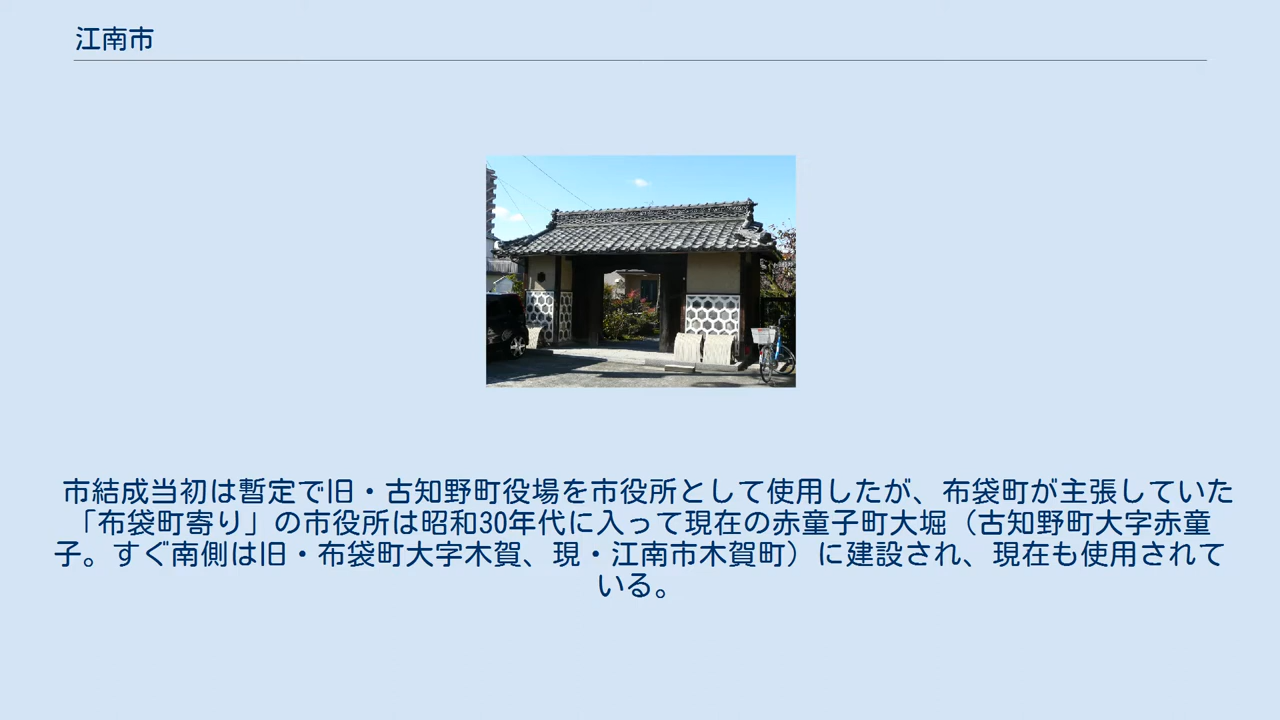 江南市
市結成当初は暫定で旧・古知野町役場を市役所として使用したが、布袋町が主張していた
「布袋町寄り」の市役所は昭和30年代に入って現在の赤童子町大堀（古知野町大字赤童
子。すぐ南側は旧・布袋町大字木賀、現・江南市木賀町）に建設され、現在も使用されて
いる。